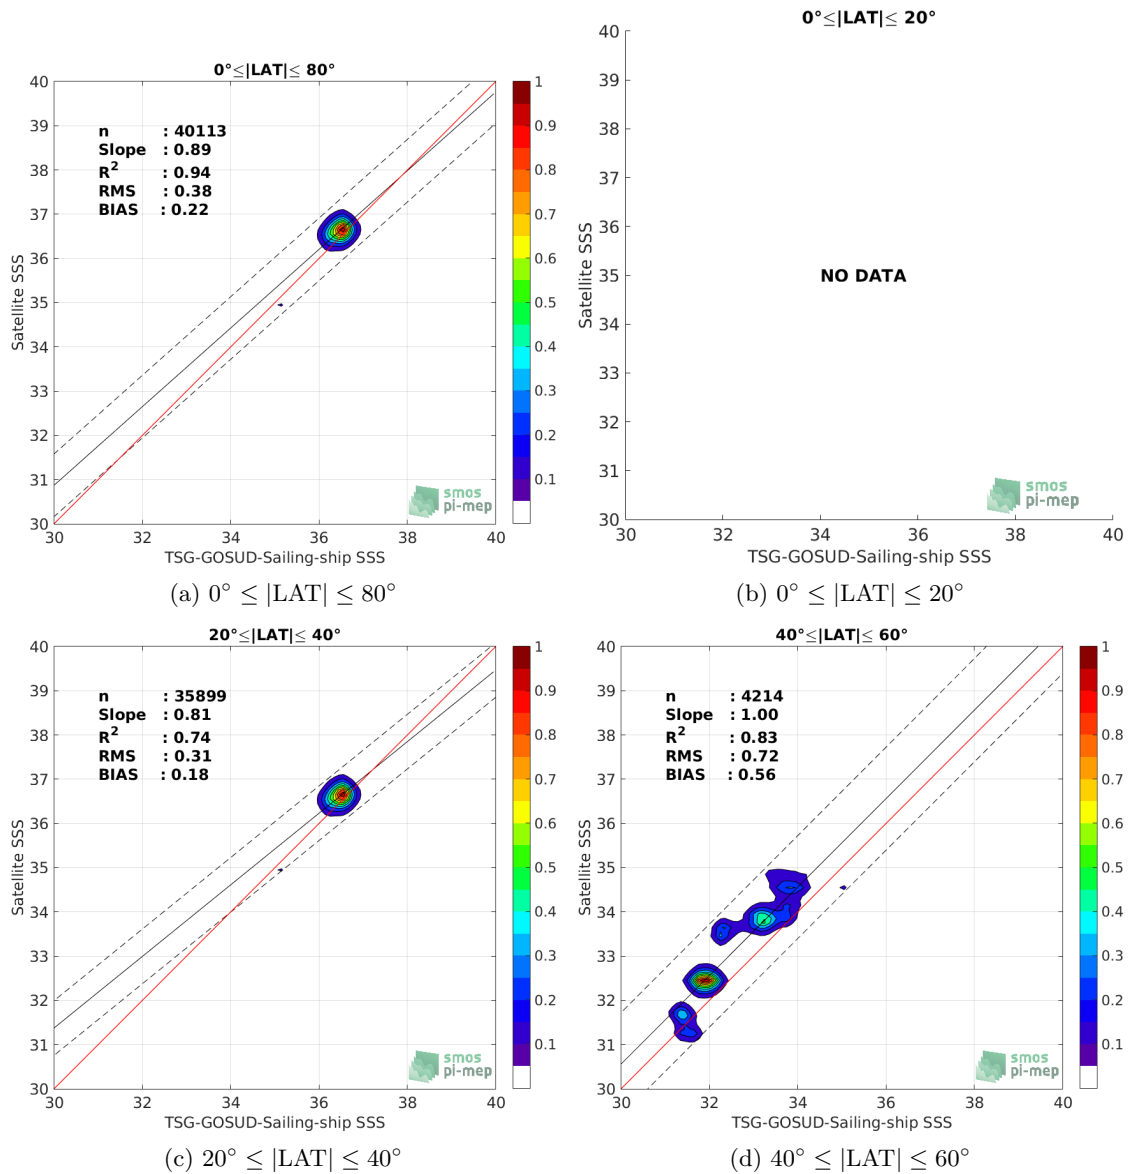 0°≤|LAT|≤ 80°
n : 40113
Slope : 0.89
R² : 0.94
RMS : 0.38
BIAS : 0.22
Satellite SSS
40
39
38
37
36
35
34
33
32
31
30
30 32 34 36 38 40
TSG-GOSUD-Sailing-ship SSS
1
0.9
0.8
0.7
0.6
0.5
0.4
0.3
0.2
0.1
smos
pi-mep
(a) 0° ≤ |LAT| ≤ 80°
0°≤|LAT|≤ 20°
Satellite SSS
40
39
38
37
36
35
34
33
32
31
30
NO DATA
30 32 34 36 38 40
TSG-GOSUD-Sailing-ship SSS
smos
pi-mep
(b) 0° ≤ |LAT| ≤ 20°
20°≤|LAT|≤ 40°
n : 35899
Slope : 0.81
R² : 0.74
RMS : 0.31
BIAS : 0.18
Satellite SSS
40
39
38
37
36
35
34
33
32
31
30
30 32 34 36 38 40
TSG-GOSUD-Sailing-ship SSS
1
0.9
0.8
0.7
0.6
0.5
0.4
0.3
0.2
0.1
smos
pi-mep
(c) 20° ≤ |LAT| ≤ 40°
40°≤|LAT|≤ 60°
n : 4214
Slope : 1.00
R² : 0.83
RMS : 0.72
BIAS : 0.56
Satellite SSS
40
39
38
37
36
35
34
33
32
31
30
30 32 34 36 38 40
TSG-GOSUD-Sailing-ship SSS
1
0.9
0.8
0.7
0.6
0.5
0.4
0.3
0.2
0.1
smos
pi-mep
(d) 40° ≤ |LAT| ≤ 60°